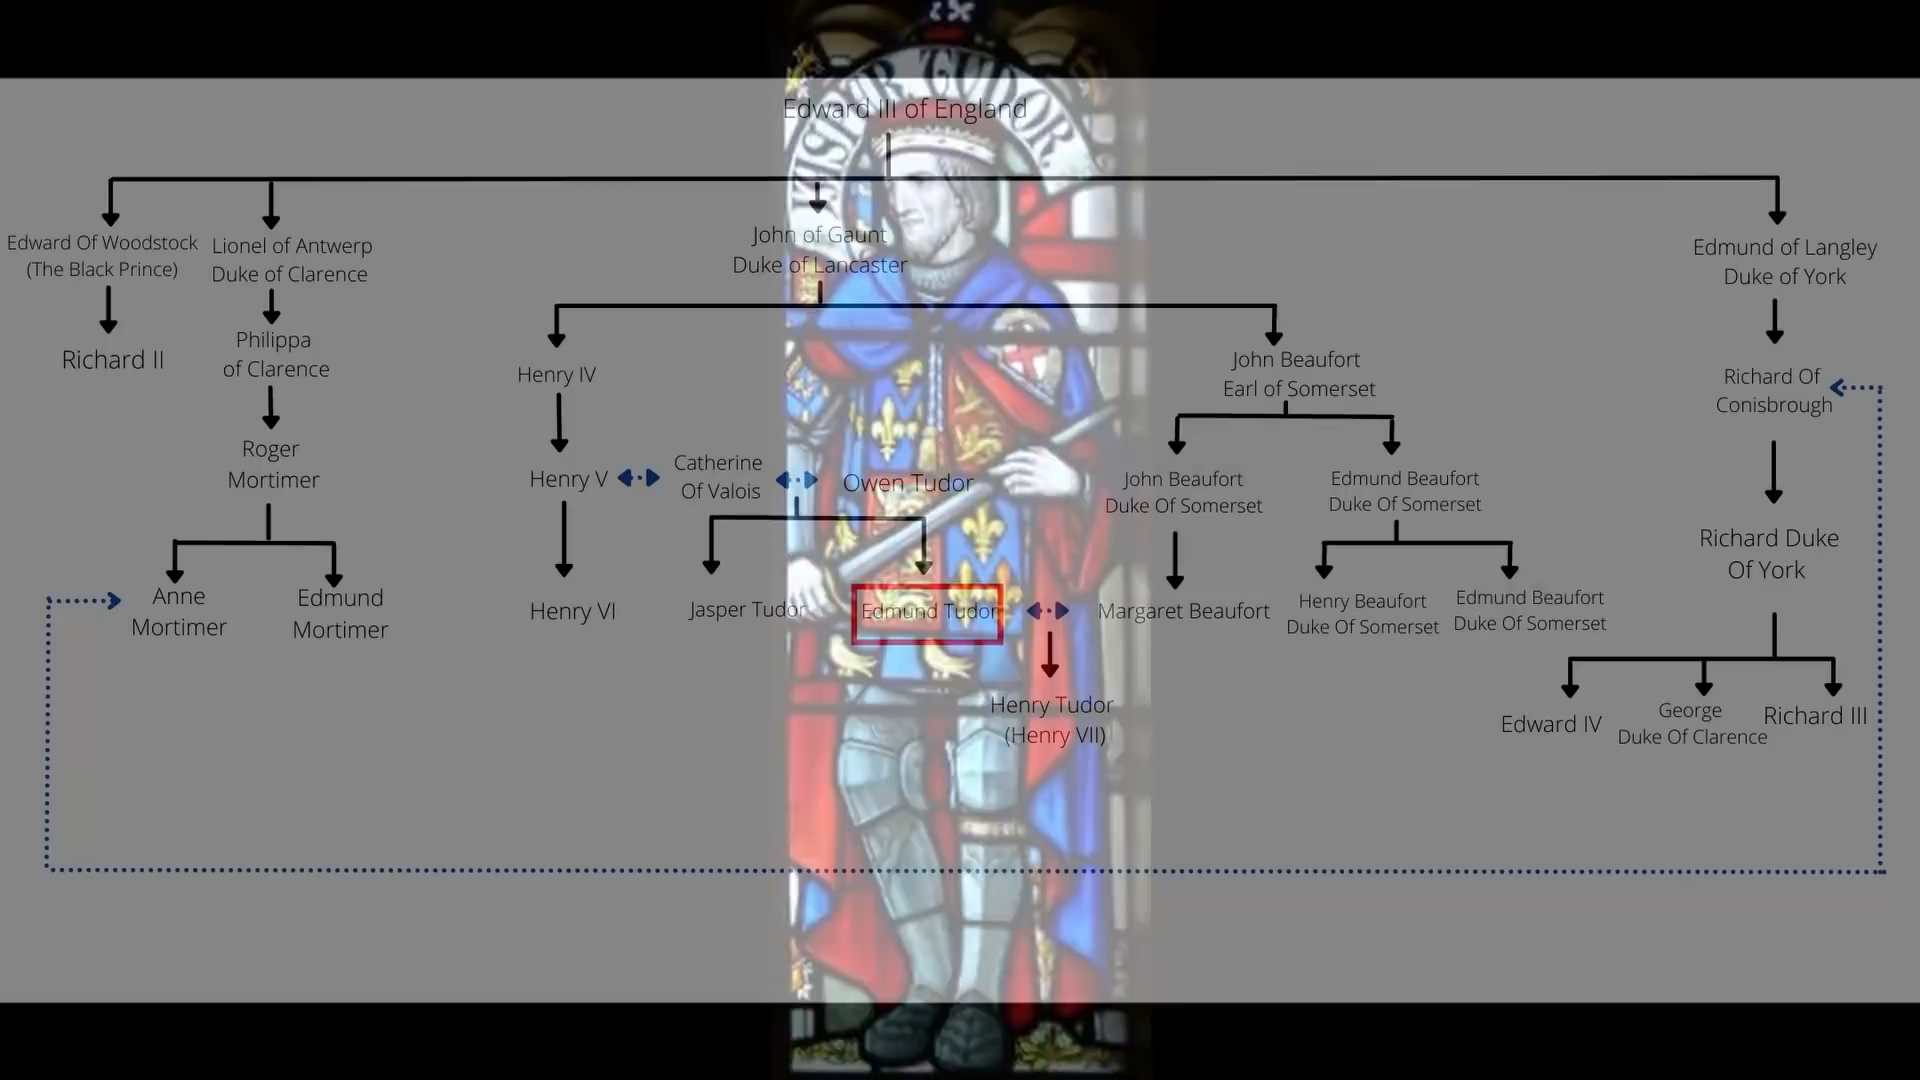 JASPER TUDOR.
Edward III of England
Edward Of Woodstock
(The Black Prince)
Lionel of Antwerp
Duke of Clarence
John of Gaunt
Duke of Lancaster
Edmund of Langley
Duke of York
Richard II
Philippa
of Clarence
Henry IV
John Beaufort
Earl of Somerset
Richard Of
Conisbrough
Roger
Mortimer
Henry V
Catherine
Of Valois
Owen Tudor
John Beaufort
Duke Of Somerset
Edmund Beaufort
Duke Of Somerset
Richard Duke
Of York
Anne
Mortimer
Edmund
Mortimer
Henry VI
Jasper Tudor
Edmund Tudor
Margaret Beaufort
Henry Beaufort
Duke Of Somerset
Edmund Beaufort
Duke Of Somerset
Henry Tudor
(Henry VII)
Edward IV
George
Duke Of Clarence
Richard III